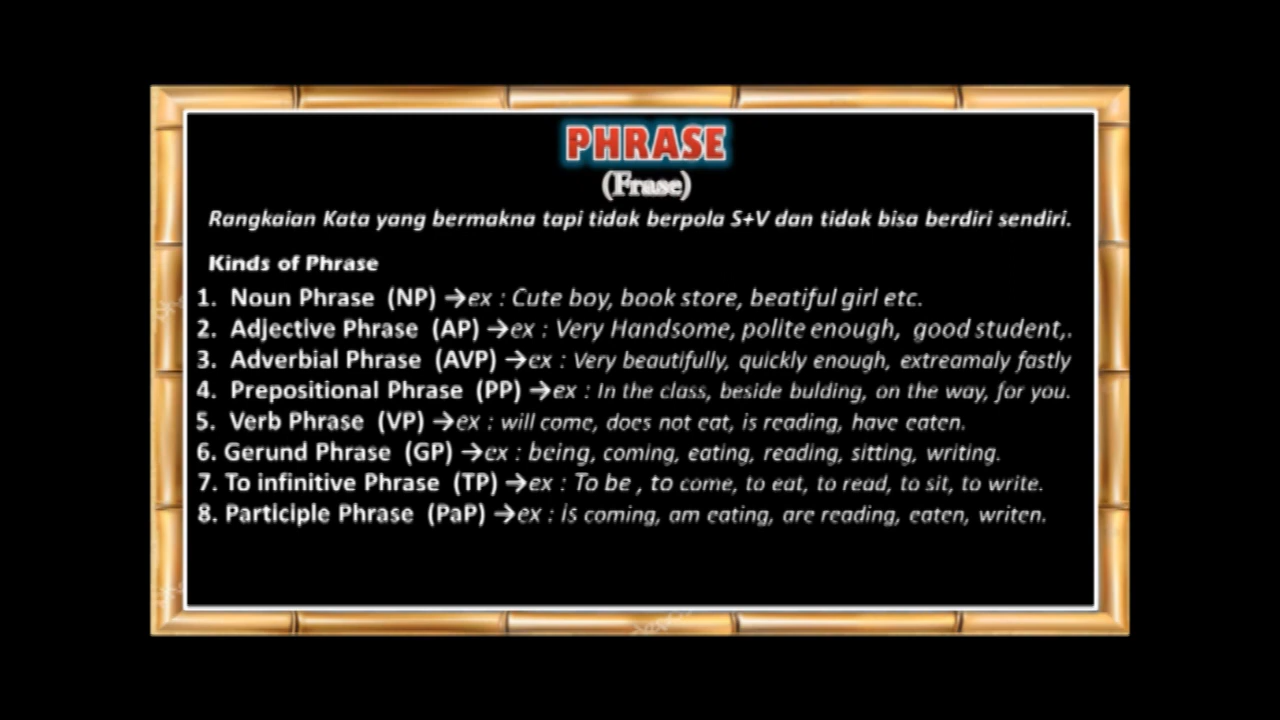 PHRASE
(Frase)
Rangkaian Kata yang bermakna tapi tidak berpola S+V dan tidak bisa berdiri sendiri.
Kinds of Phrase
1. Noun Phrase (NP) →ex : Cute boy, book store, beatiful girl etc.
2. Adjective Phrase (AP) →ex : Very Handsome, polite enough, good student,.
3. Adverbial Phrase (AVP) →ex : Very beautifully, quickly enough, extreamaly fastly
4. Prepositional Phrase (PP) →ex : In the class, beside bulding, on the way, for you.
5. Verb Phrase (VP) →ex : will come, does not eat, is reading, have eaten.
6. Gerund Phrase (GP) →ex : being, coming, eating, reading, sitting, writing.
7. To infinitive Phrase (TP) →ex : To be , to come, to eat, to read, to sit, to write.
8. Participle Phrase (PaP) →ex : Is coming, am eating, are reading, eaten, writen.